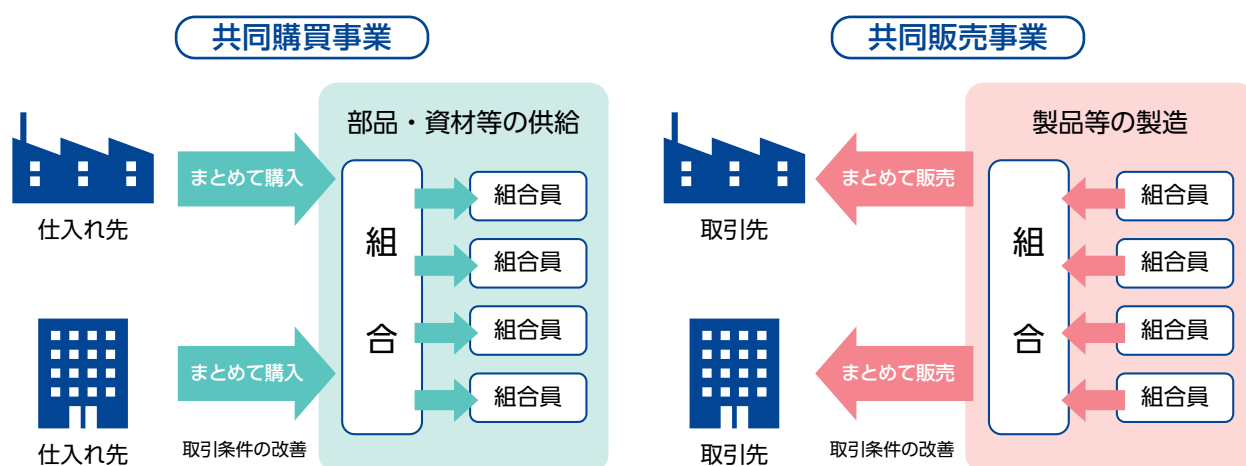 共同購買事業
部品・資材等の供給
まとめて購入
仕入れ先
まとめて購入
仕入れ先
取引条件の改善
組合
組合員
組合員
組合員
組合員
共同販売事業
製品等の製造
まとめて販売
取引先
まとめて販売
取引先
取引条件の改善
組合
組合員
組合員
組合員
組合員